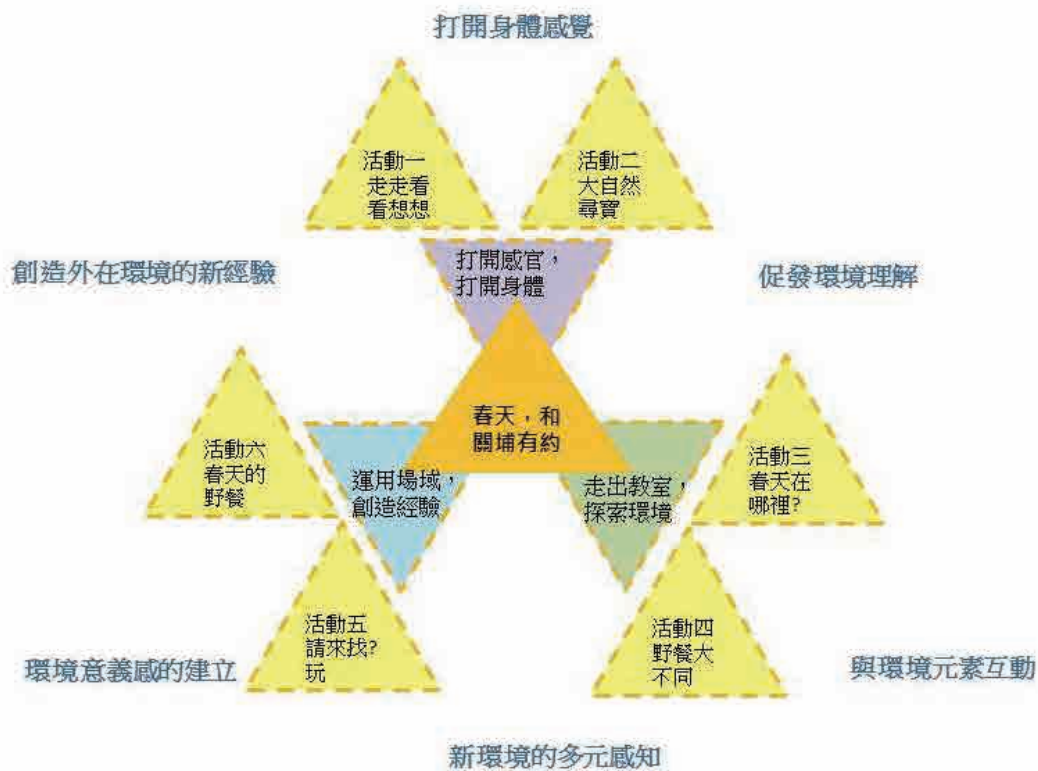 打開身體感覺
活動一
走走看
看想想
活動二
大自然
尋寶
打開感官，
打開身體
創造外在環境的新經驗
促發環境理解
春天，和
關埔有約
活動六
春天的
野餐
運用場域，
創造經驗
走出教室，
探索環境
活動三
春天在
哪裡?
活動五
請來找?
玩
活動四
野餐大
不同
環境意義感的建立
與環境元素互動
新環境的多元感知